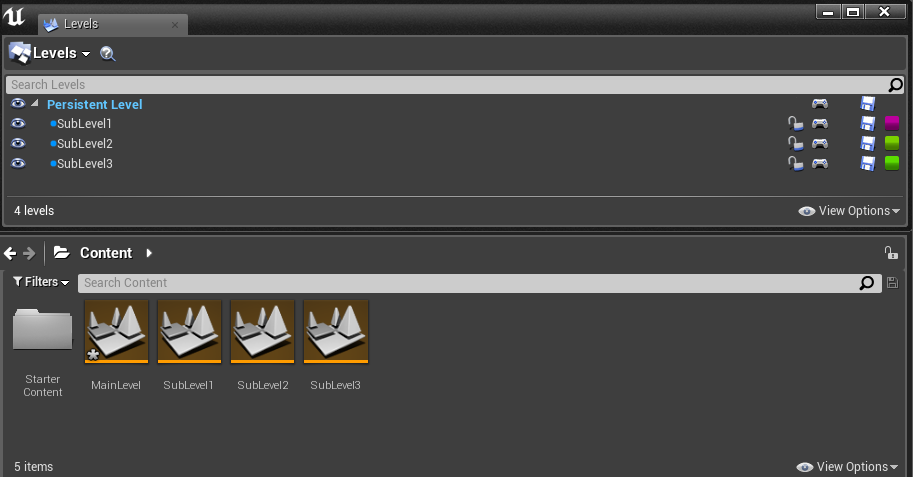 Levels
Levels
Search Levels
Persistent Level
SubLevel1
SubLevel2
SubLevel3
4 levels
View Options
Content
Filters
Search Content
Starter
Content
MainLevel
SubLevel1
SubLevel2
SubLevel3
5 items
View Options